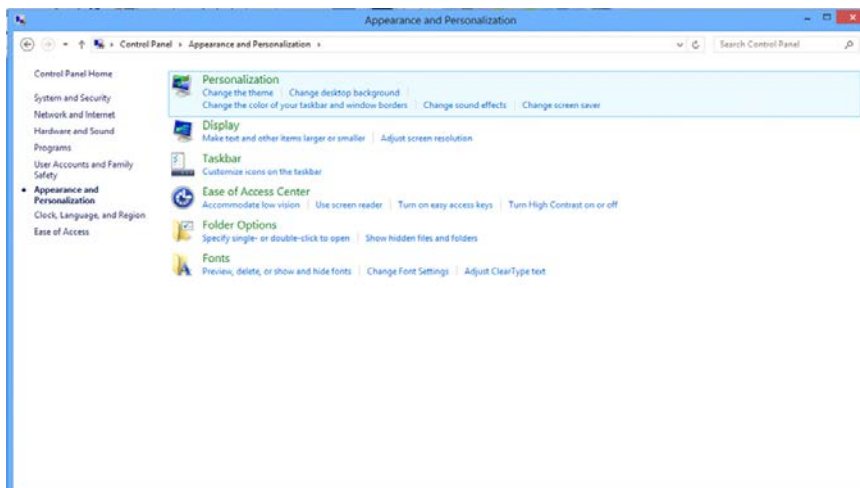 Appearance and Personalization
Control Panel Appearance and Personalization
Search Control Panel
Control Panel Home
System and Security
Network and Internet
Hardware and Sound
Programs
User Accounts and Family
Safety
Appearance and
Personalization
Clock, Language, and Region
Ease of Access
Personalization
Change the theme Change desktop background
Change the color of your taskbar and window borders Change sound effects Change screen saver
Display
Make text and other items larger or smaller Adjust screen resolution
Taskbar
Customize icons on the taskbar
Ease of Access Center
Accommodate low vision Use screen reader Turn on easy access keys Turn High Contrast on or off
Folder Options
Specify single- or double-click to open Show hidden files and folders
Fonts
Preview, delete, or show and hide fonts Change Font Settings Adjust ClearType text